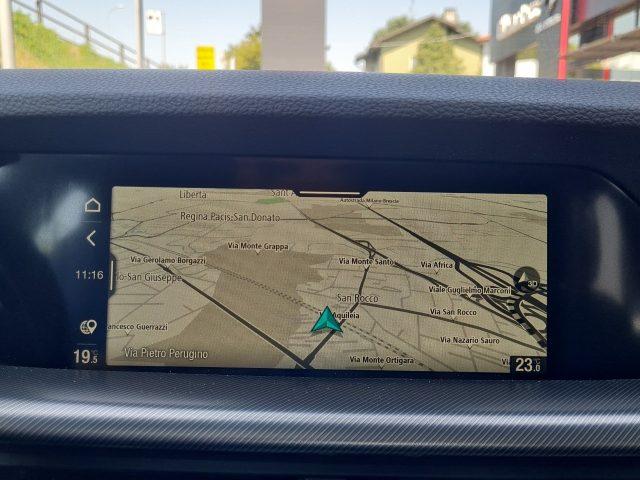 Liberta
Sant'A
Autostrada Milano-Brescia
Regina Pacis-San Donato
Via Monte Grappa
Via Gerolamo Borgazzi
Via Monte Santo
Via Africa
11:16
lo-San Giuseppe
3D
Viale Guglielmo Marconi
San Rocco
Via San Rocco
Aquileia
ancesco Guerrazzi
Via Nazario Sauro
19.5
Via Pietro Perugino
Via Monte Ortigara
23.0 °C